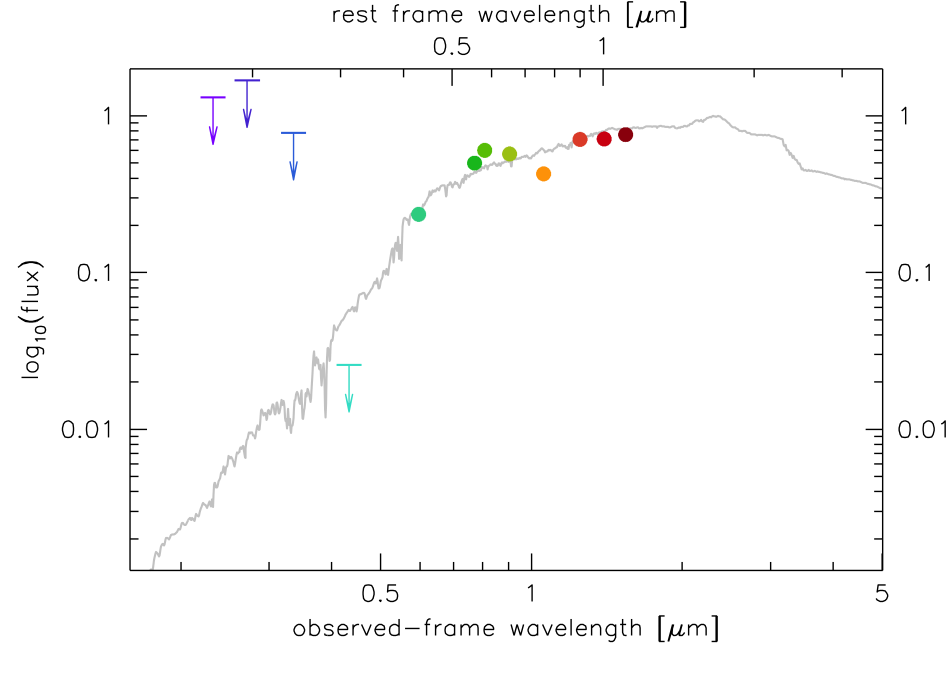 rest frame wavelength [μm]
0.5 1
1 1
0.1 0.1
0.01 0.01
log10(flux)
0.5 1 5
observed-frame wavelength [μm]